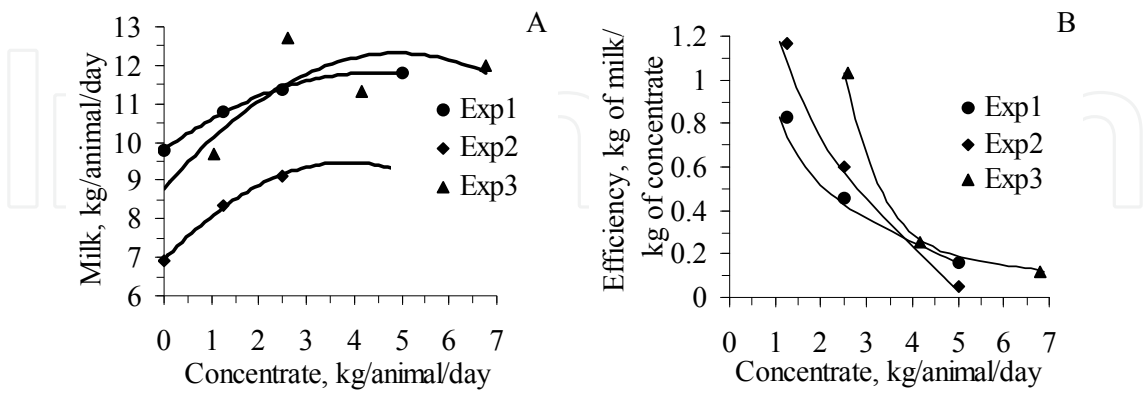 A
Milk, kg/animal/day
13
12
11
10
9
8
7
6
0 1 2 3 4 5 6 7
Concentrate, kg/animal/day
Exp1
Exp2
Exp3
B
Efficiency, kg of milk/
kg of concentrate
1.2
1
0.8
0.6
0.4
0.2
0
0 1 2 3 4 5 6 7 8
Concentrate, kg/animal/day
Exp1
Exp2
Exp3